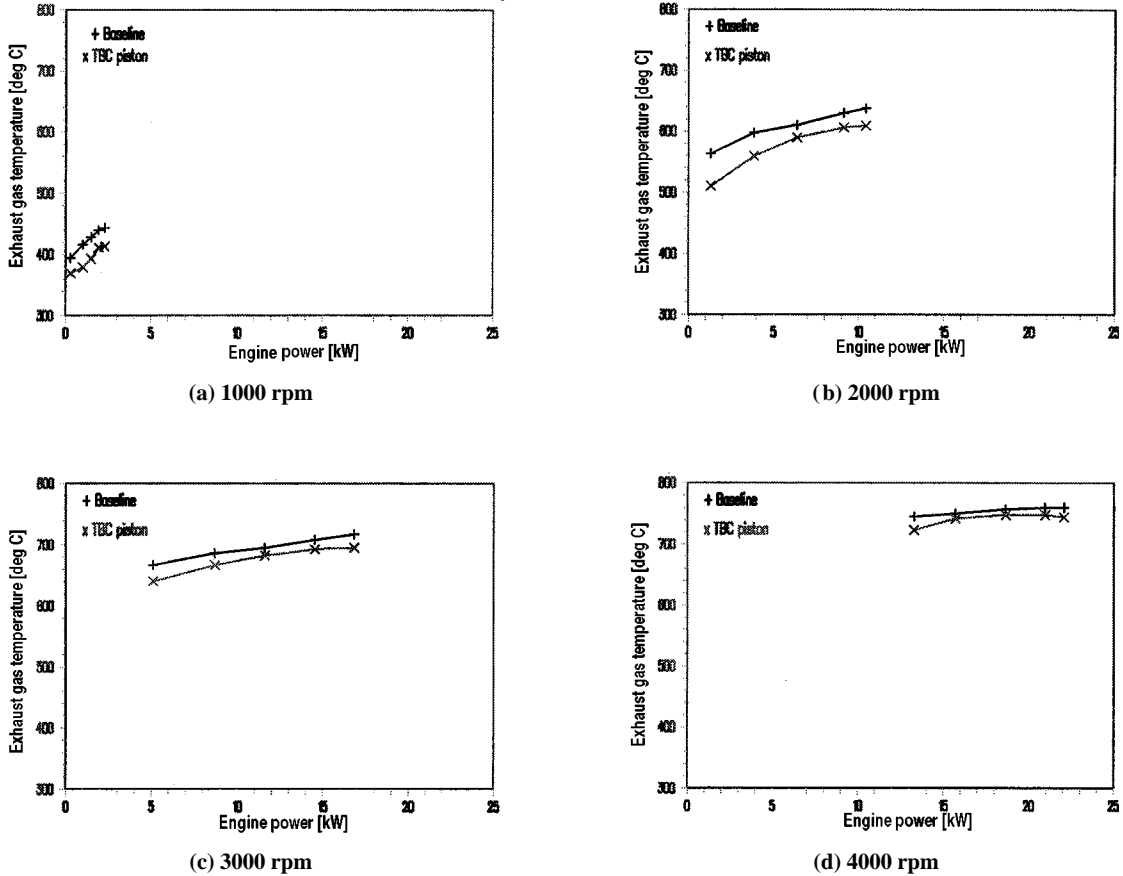 800
+ Baseline
× TBC piston
700
600
500
400
300
Exhaust gas temperature [deg C]
0 5 10 15 20 25
Engine power [kW]
(a) 1000 rpm
800
+ Baseline
× TBC piston
700
600
500
400
300
Exhaust gas temperature [deg C]
0 5 10 15 20 25
Engine power [kW]
(b) 2000 rpm
800
+ Baseline
× TBC piston
700
600
500
400
300
Exhaust gas temperature [deg C]
0 5 10 15 20 25
Engine power [kW]
(c) 3000 rpm
800
+ Baseline
× TBC piston
700
600
500
400
300
Exhaust gas temperature [deg C]
0 5 10 15 20 25
Engine power [kW]
(d) 4000 rpm